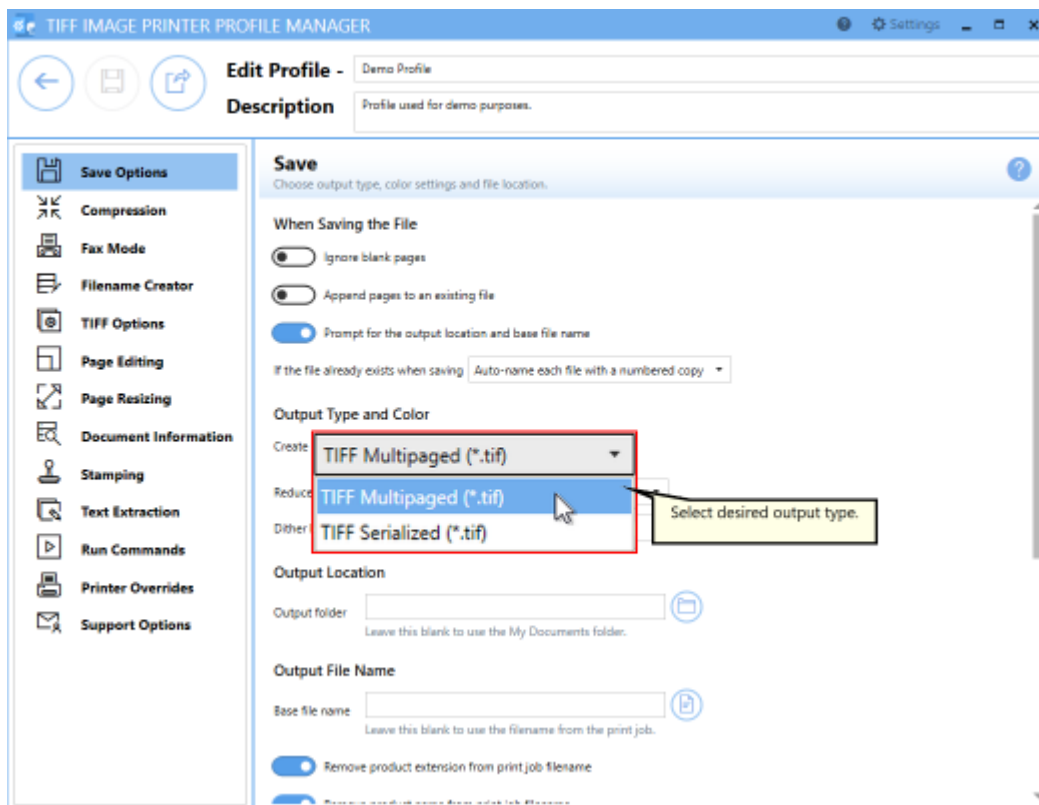 TIFF IMAGE PRINTER PROFILE MANAGER
Settings
Edit Profile - Demo Profile
Description Profile used for demo purposes.
Save Options
Compression
Fax Mode
Filename Creator
TIFF Options
Page Editing
Page Resizing
Document Information
Stamping
Text Extraction
Run Commands
Printer Overrides
Support Options
Save
Choose output type, color settings and file location.
When Saving the File
Ignore blank pages
Append pages to an existing file
Prompt for the output location and base file name
If the file already exists when saving Auto-name each file with a numbered copy
Output Type and Color
Create TIFF Multipaged (*.tif)
Reduce TIFF Multipaged (*.tif)
Select desired output type.
Dither TIFF Serialized (*.tif)
Output Location
Output folder
Leave this blank to use the My Documents folder.
Output File Name
Base file name
Leave this blank to use the filename from the print job.
Remove product extension from print job filename
Remove product name from print job filename